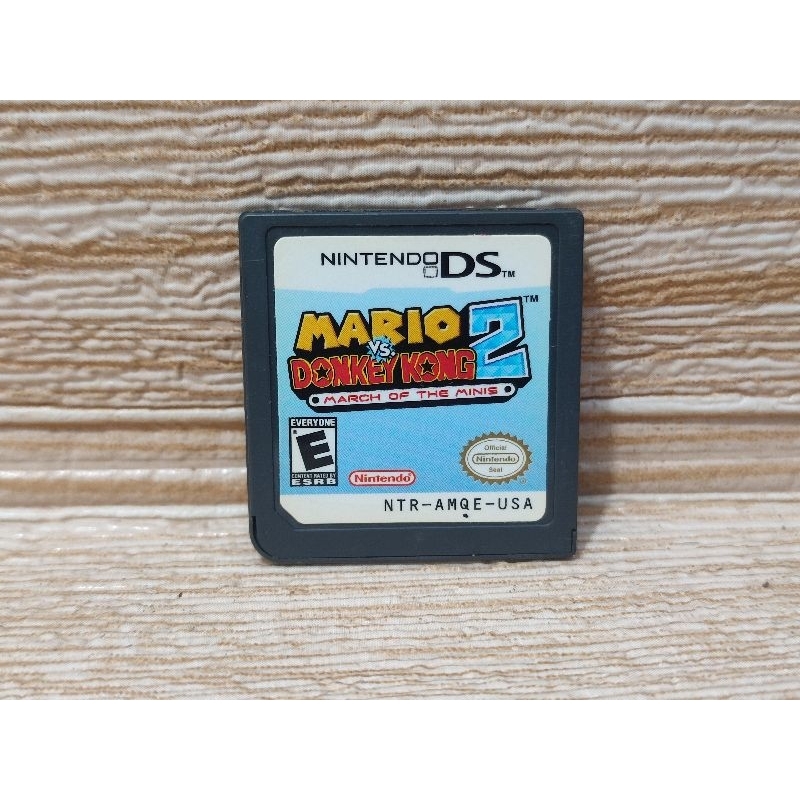 NINTENDO DS TM
MARIO
VS.
DONKEY KONG 2 TM
MARCH OF THE MINIS
EVERYONE
E
CONTENT RATED BY
ESRB
Nintendo
Official
Nintendo
Seal
NTR-AMQE-USA